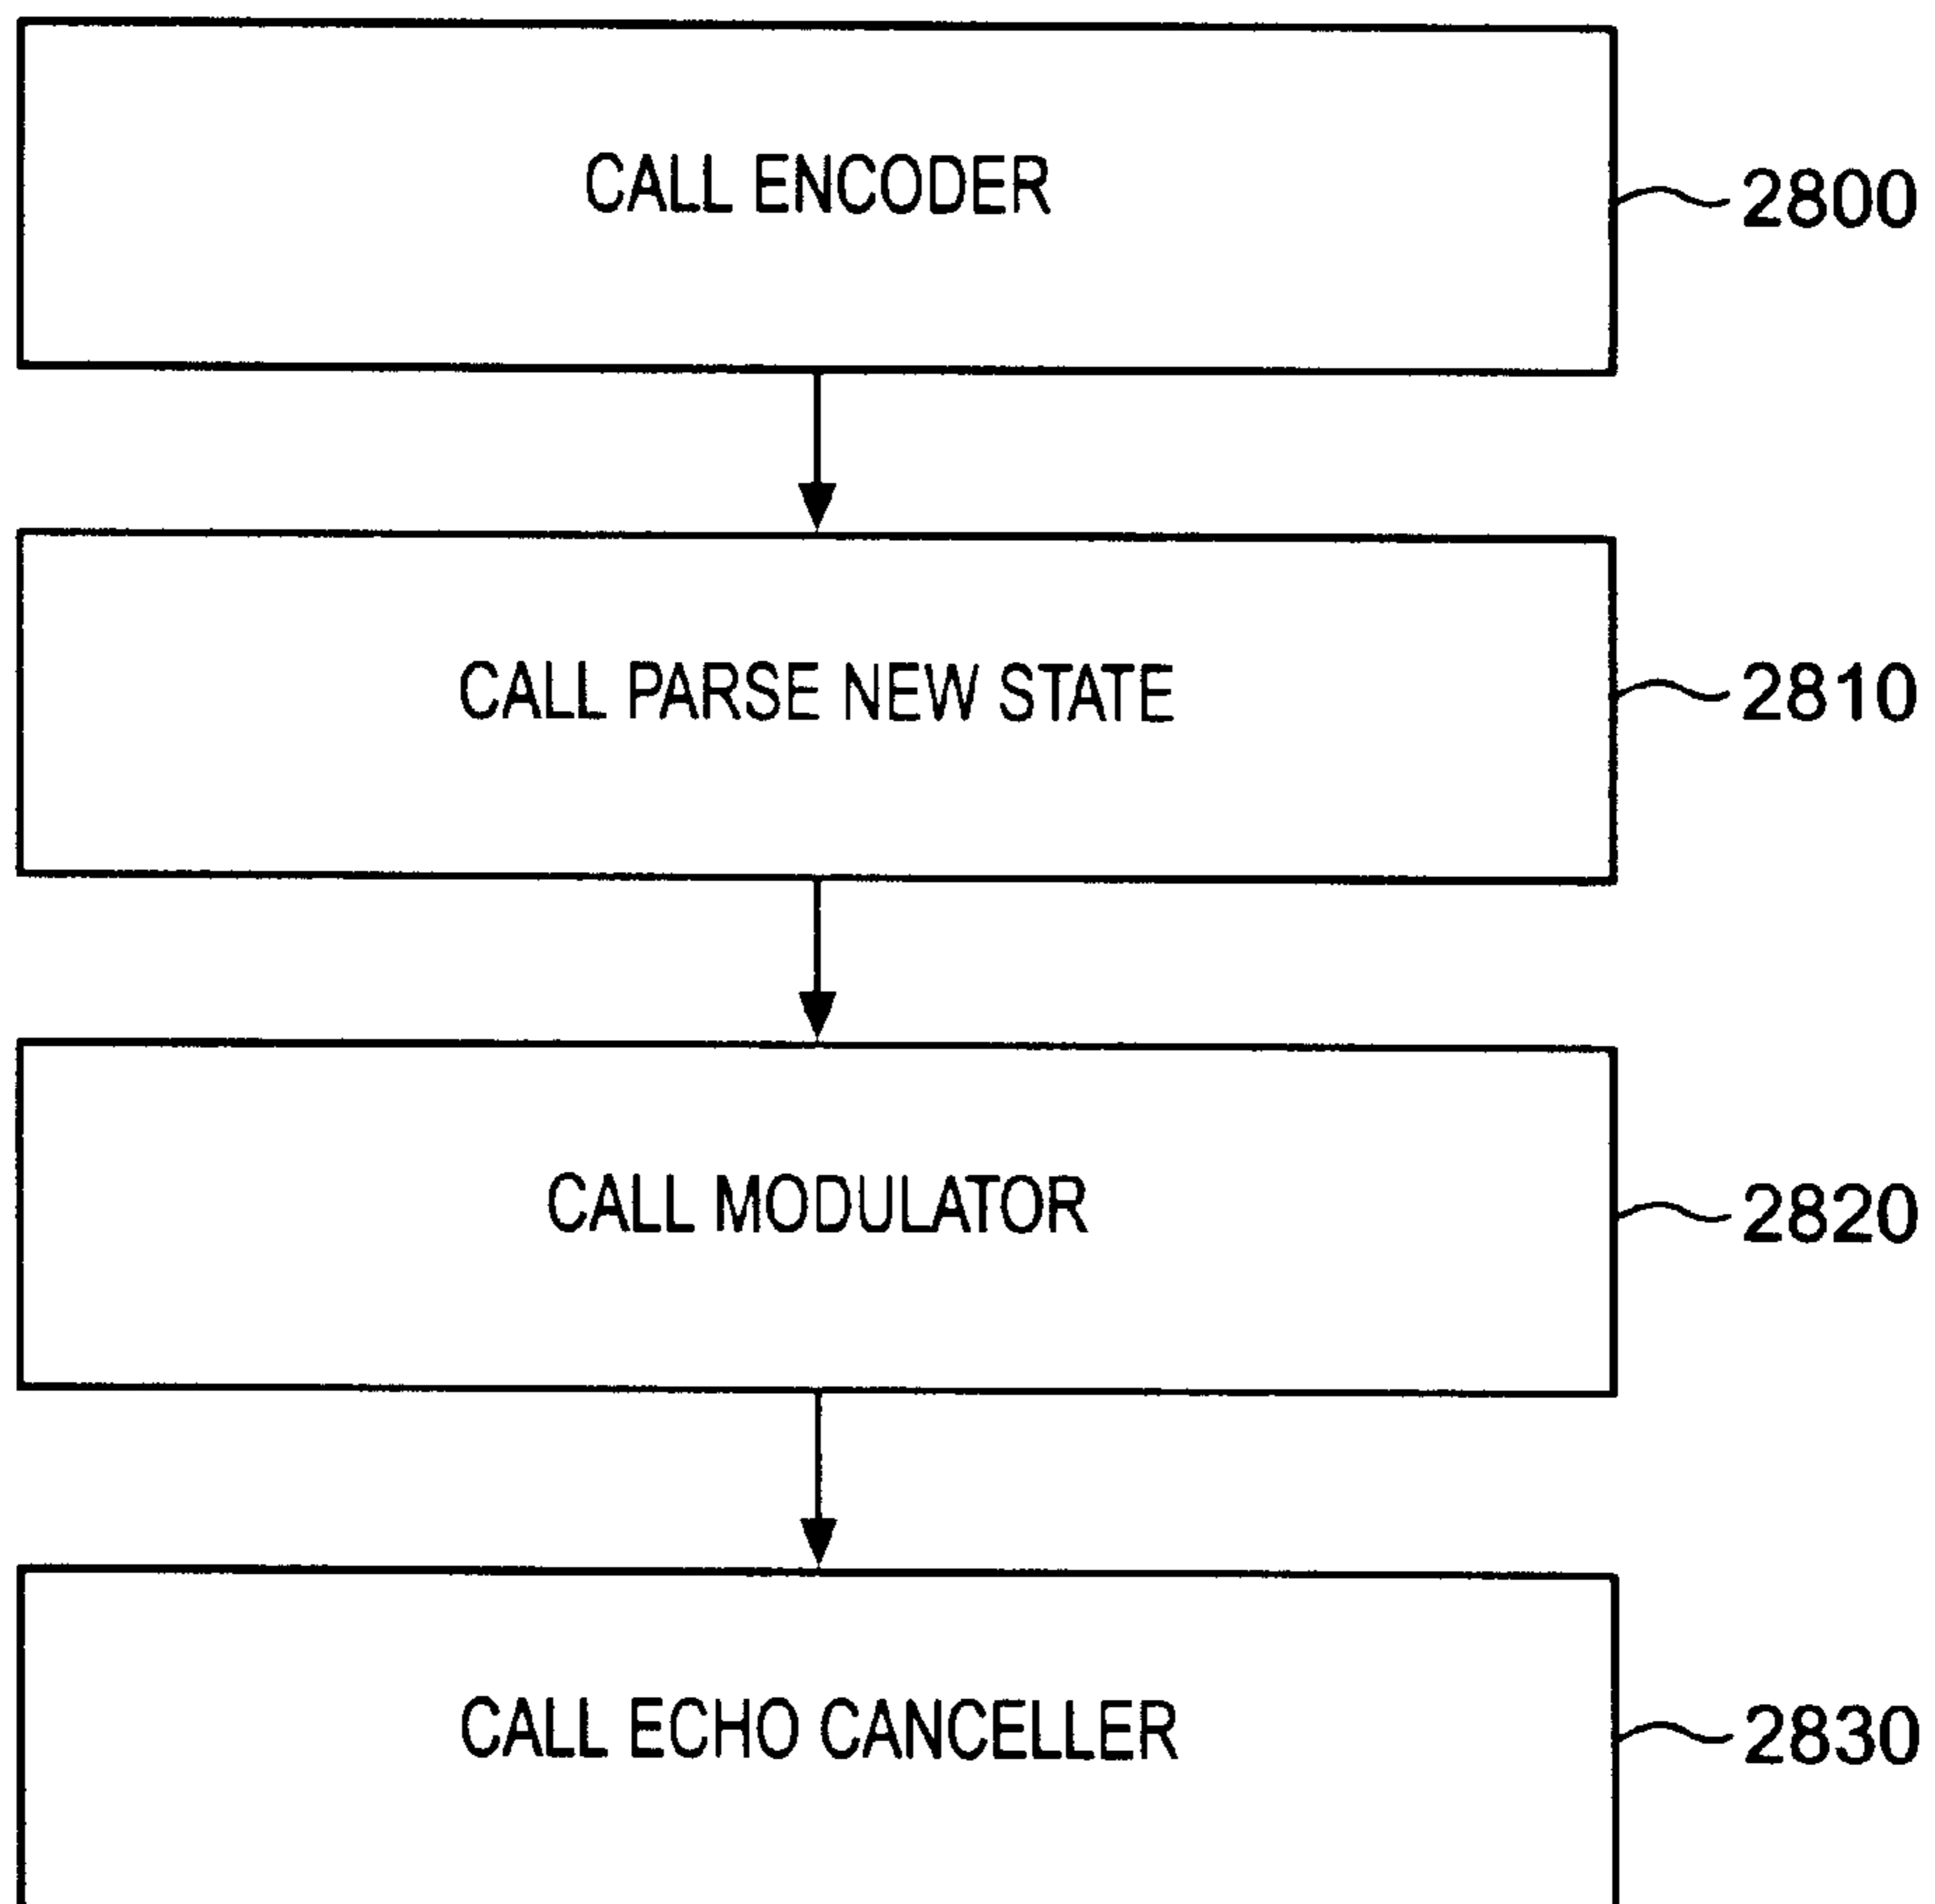 CALL ENCODER
2800
CALL PARSE NEW STATE
2810
CALL MODULATOR
2820
CALL ECHO CANCELLER
2830